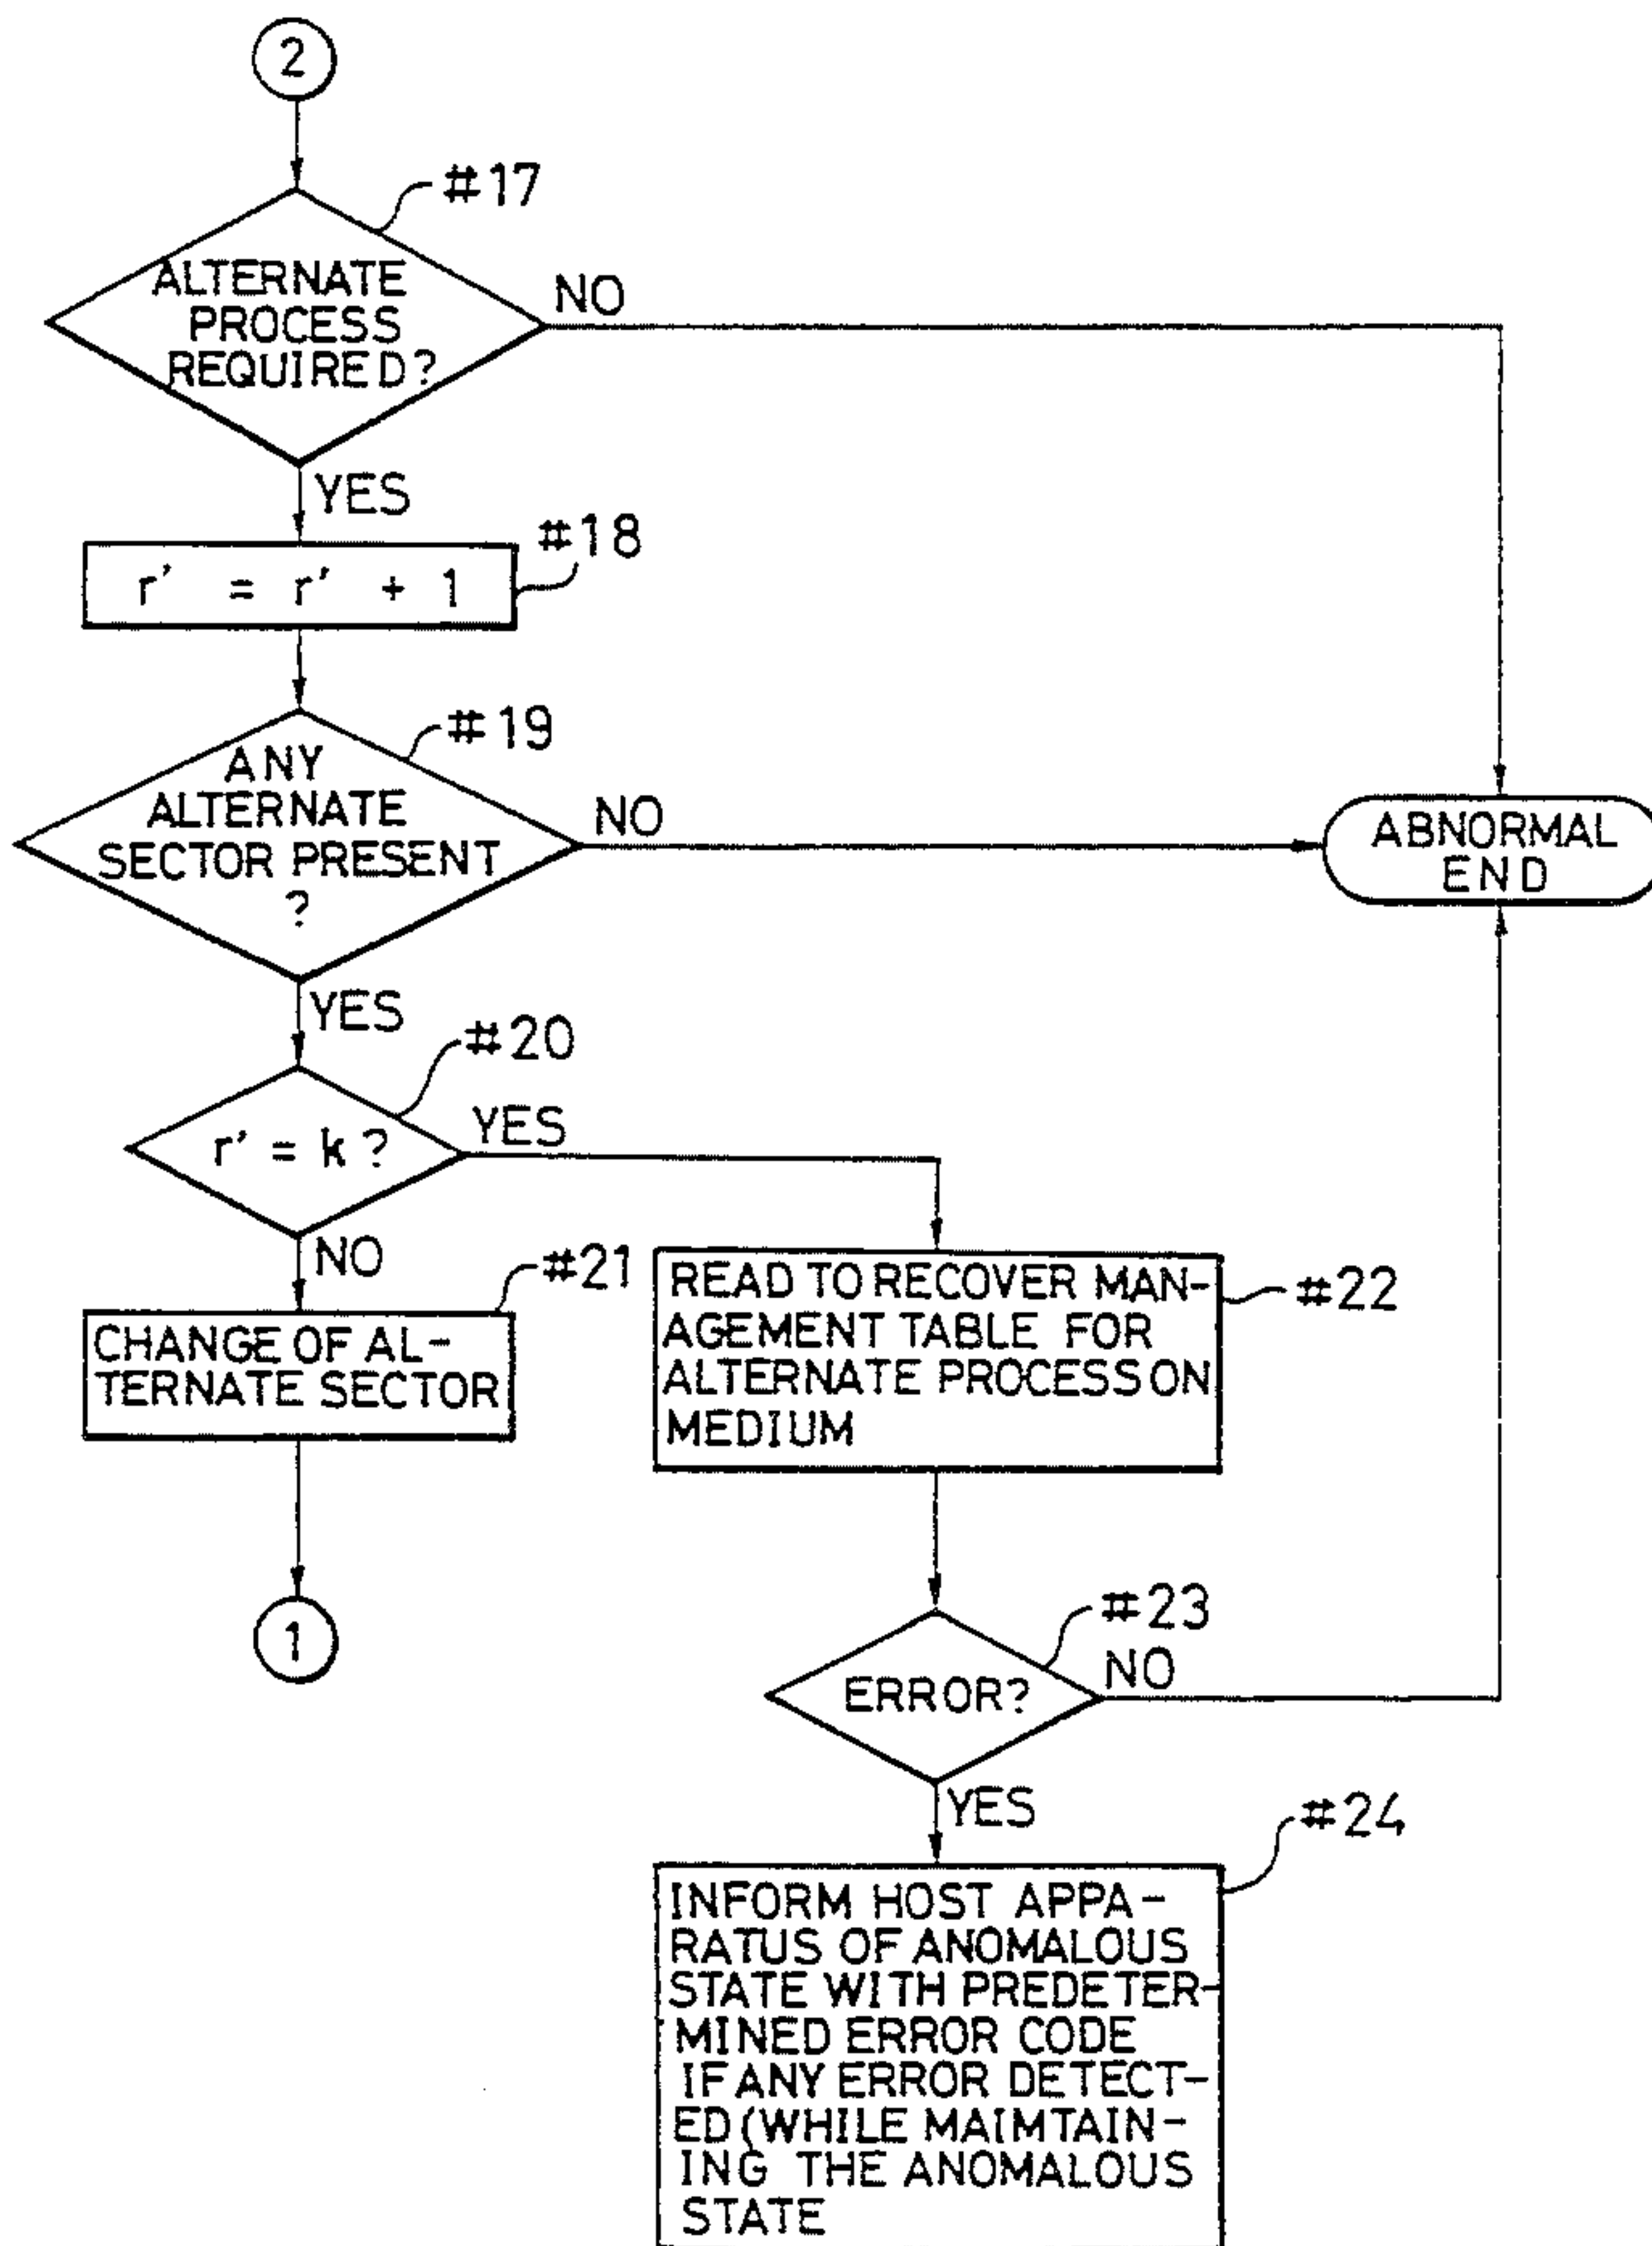 2
#17
ALTERNATE
PROCESS
REQUIRED?
NO
YES
#18
r' = r' + 1
#19
ANY
ALTERNATE
SECTOR PRESENT
?
NO
ABNORMAL
END
YES
#20
r' = k ?
YES
NO
#21
CHANGE OF AL-
TERNATE SECTOR
#22
READ TO RECOVER MAN-
AGEMENT TABLE FOR
ALTERNATE PROCESS ON
MEDIUM
1
#23
ERROR?
NO
YES
#24
INFORM HOST APPA-
RATUS OF ANOMALOUS
STATE WITH PREDETER-
MINED ERROR CODE
IF ANY ERROR DETECT-
ED (WHILE MAIMTAIN-
ING THE ANOMALOUS
STATE